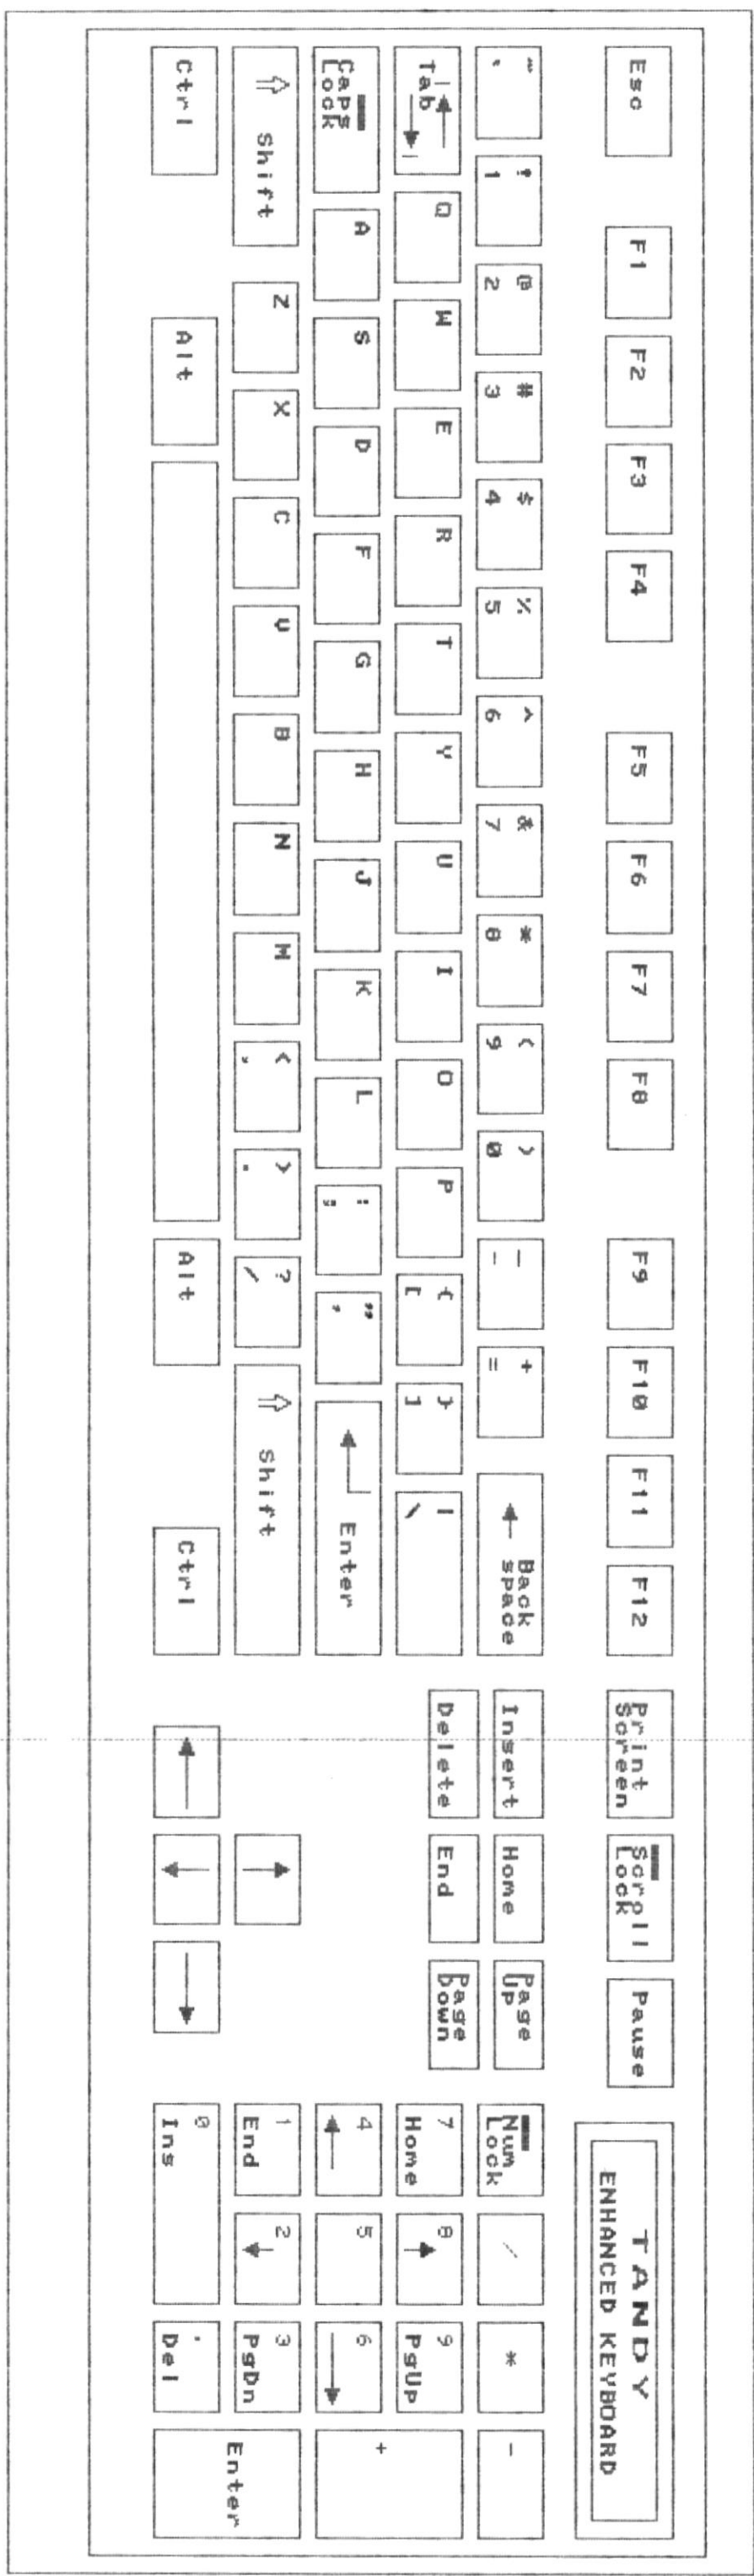 Esc F1 F2 F3 F4 F5 F6 F7 F8 F9 F10 F11 F12 Print Screen Scroll Lock Pause
TANDY
ENHANCED KEYBOARD
~ ! @ # $ % ^ & * ( ) _ + Back space
` 1 2 3 4 5 6 7 8 9 0 - =
Insert Home Page Up Num Lock / * -
Tab Q W E R T Y U I O P { } |
[ ] \
Delete End Page Down 7 Home 8 9 PgUp +
Caps Lock A S D F G H J K L : " Enter
; '
4 5 6
Shift Z X C V B N M < > ? Shift
, . /
1 End 2 3 PgDn Enter
Ctrl Alt Alt Ctrl
0 Ins . Del